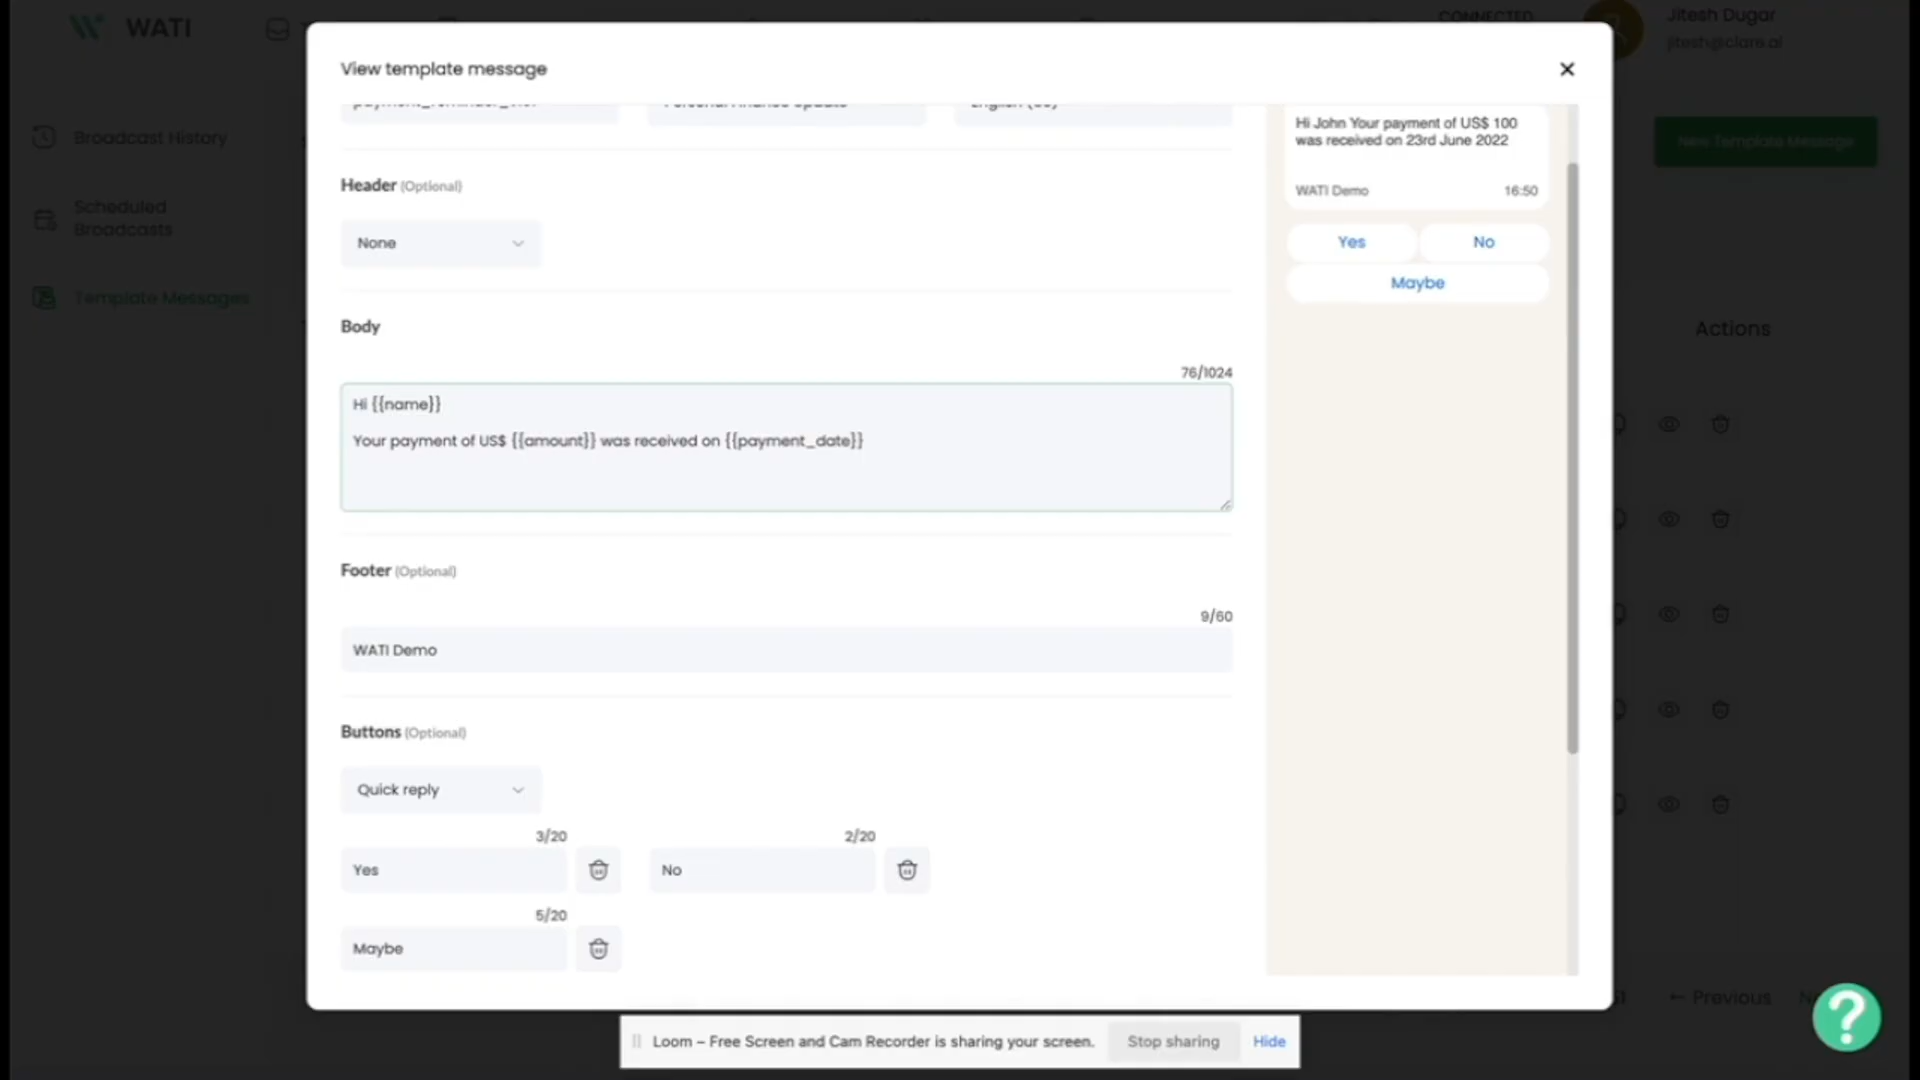 WATI
CONNECTED
Jitesh Dugar
jitesh@clare.ai
View template message
Broadcast History
Scheduled
Broadcasts
Template Messages
New Template Message
Header (Optional)
None
Body
76/1024
Hi {{name}}
Your payment of US$ {{amount}} was received on {{payment_date}}
Footer (Optional)
9/60
WATI Demo
Buttons (Optional)
Quick reply
3/20
2/20
Yes
No
5/20
Maybe
Hi John Your payment of US$ 100
was received on 23rd June 2022
WATI Demo 16:50
Yes No
Maybe
Actions
← Previous
Loom – Free Screen and Cam Recorder is sharing your screen. Stop sharing Hide
?